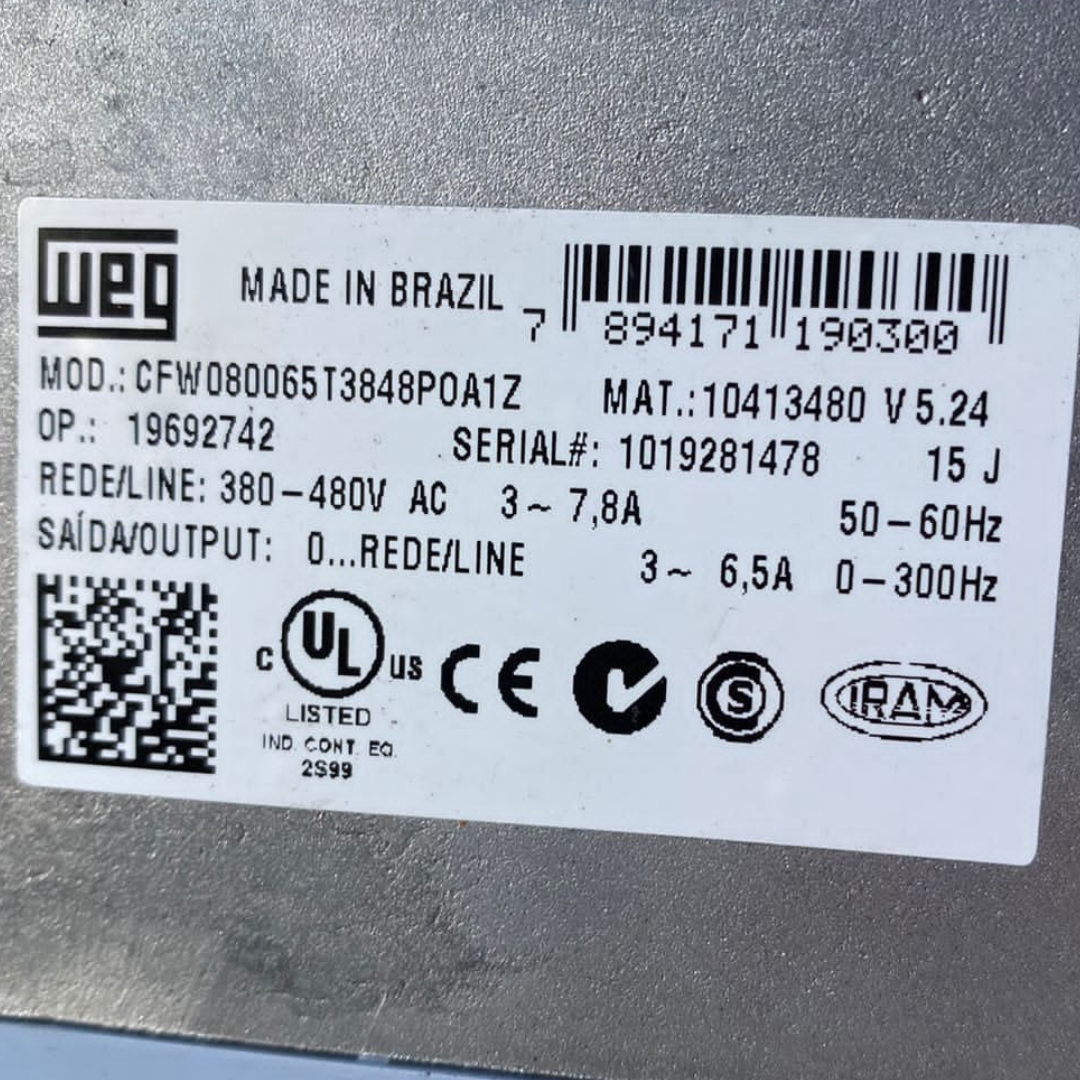 weg MADE IN BRAZIL 7 894171 190300
MOD.: CFW080065T3848POA1Z MAT.:10413480 V 5.24
OP.: 19692742 SERIAL#: 1019281478 15 J
REDE/LINE: 380-480V AC 3~ 7,8A 50-60Hz
SAÍDA/OUTPUT: 0...REDE/LINE 3~ 6,5A 0-300Hz
C UL US CE S IRAM
LISTED
IND. CONT. EQ.
2S99